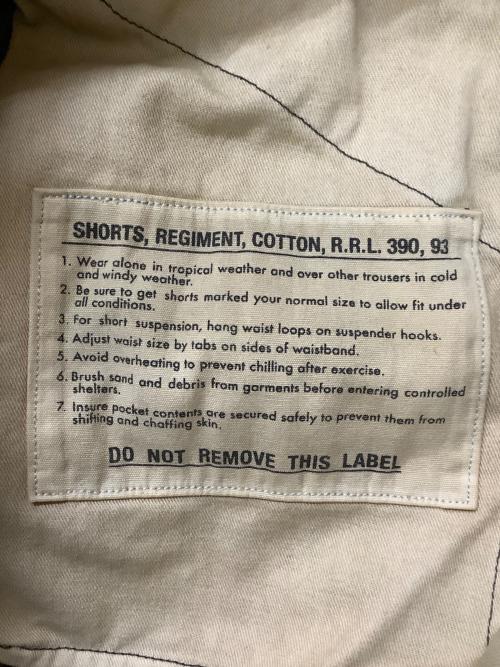 SHORTS, REGIMENT, COTTON, R.R.L. 390, 93
1. Wear alone in tropical weather and over other trousers in cold
and windy weather.
2. Be sure to get shorts marked your normal size to allow fit under
all conditions.
3. For short suspension, hang waist loops on suspender hooks.
4. Adjust waist size by tabs on sides of waistband.
5. Avoid overheating to prevent chilling after exercise.
6. Brush sand and debris from garments before entering controlled
shelters.
7. Insure pocket contents are secured safely to prevent them from
shifting and chaffing skin.
DO NOT REMOVE THIS LABEL